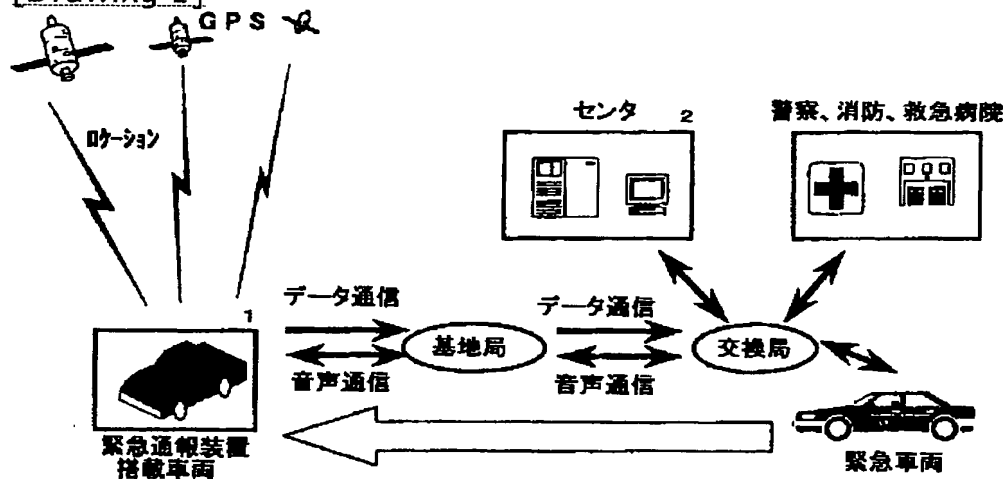 [Drawing 1]
GPS
ロケーション
センタ 2
警察、消防、救急病院
1
データ通信
データ通信
基地局
交換局
音声通信
音声通信
緊急通報装置
搭載車両
緊急車両